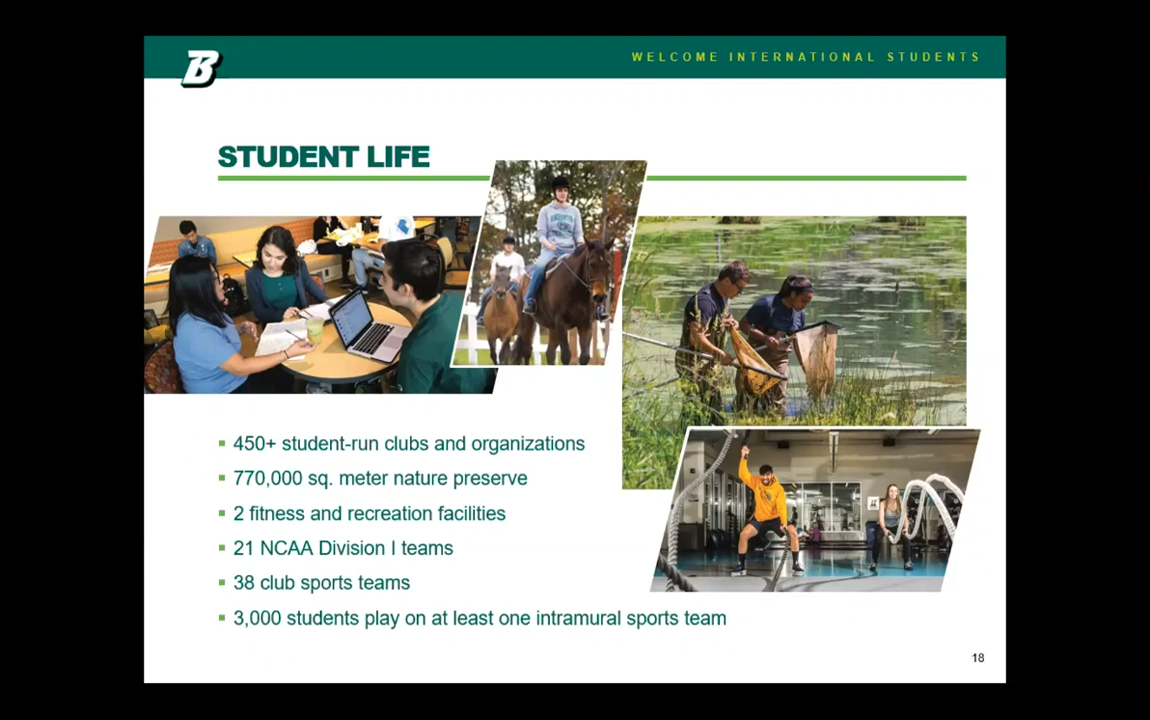 B
WELCOME INTERNATIONAL STUDENTS
STUDENT LIFE
450+ student-run clubs and organizations
770,000 sq. meter nature preserve
2 fitness and recreation facilities
21 NCAA Division I teams
38 club sports teams
3,000 students play on at least one intramural sports team
18